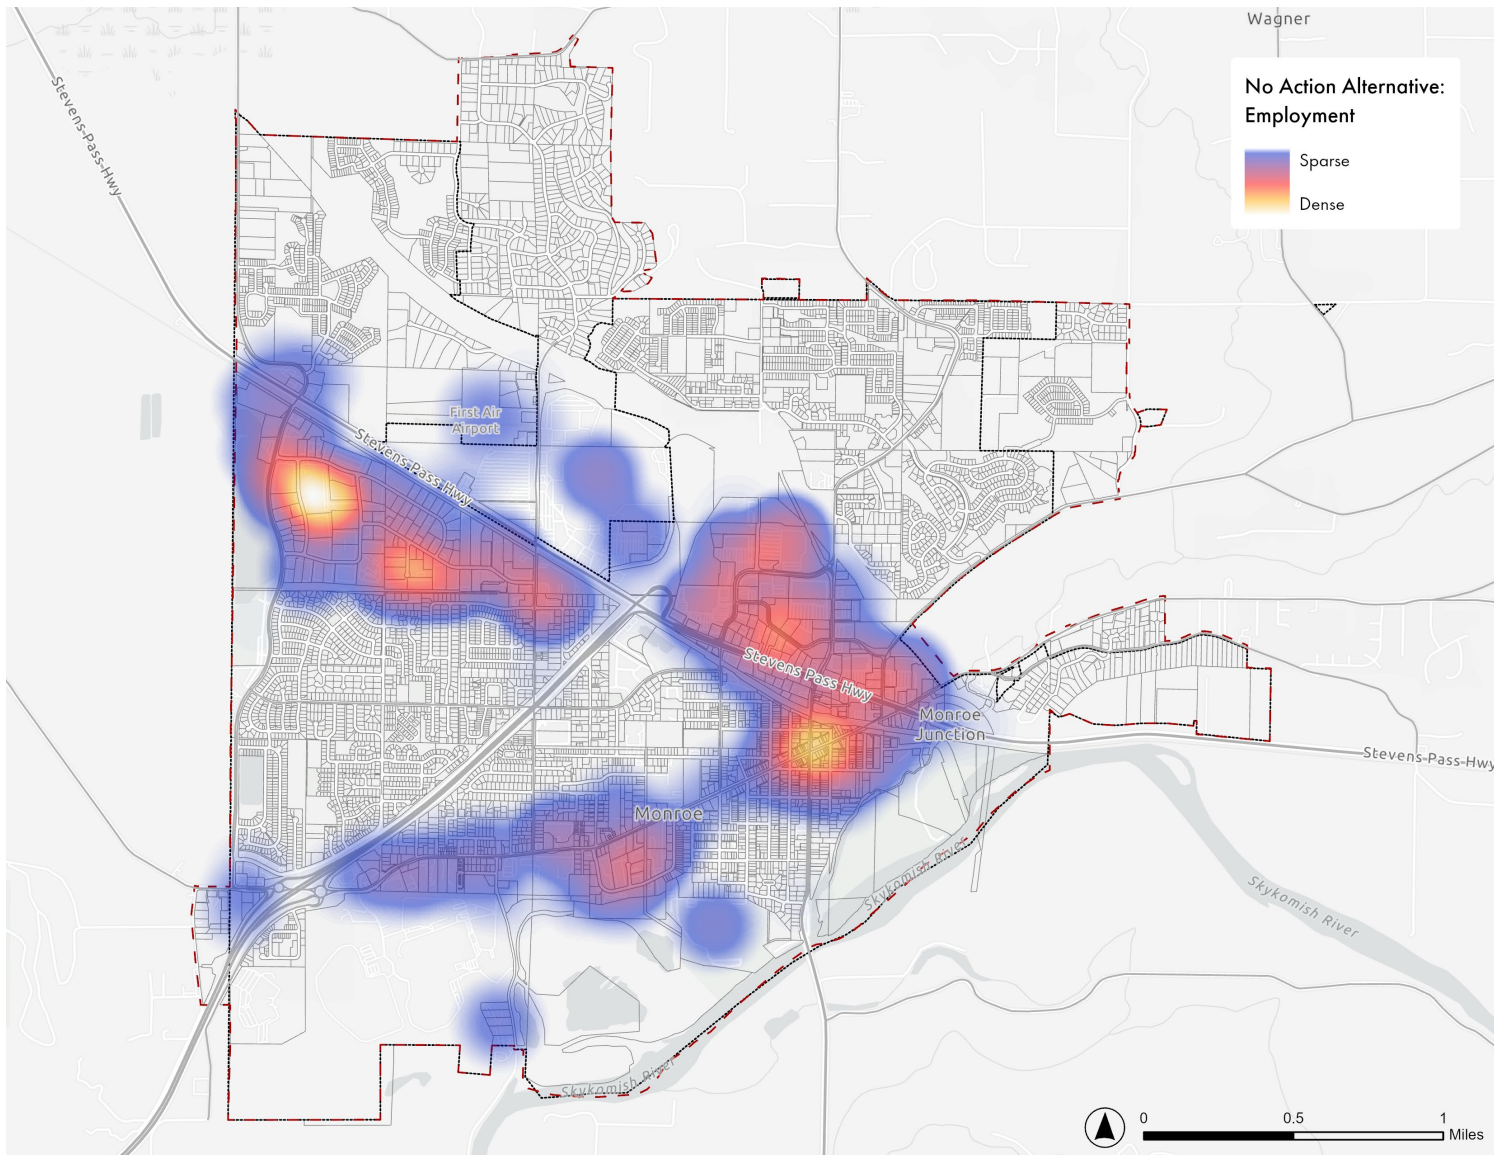 Wagner
No Action Alternative:
Employment
Sparse
Dense
Stevens Pass Hwy
First Air
Airport
Stevens Pass Hwy
Stevens Pass Hwy
Monroe
Junction
Stevens Pass Hwy
Monroe
Skykomish River
Skykomish River
Skykomish River
0
0.5
1
Miles